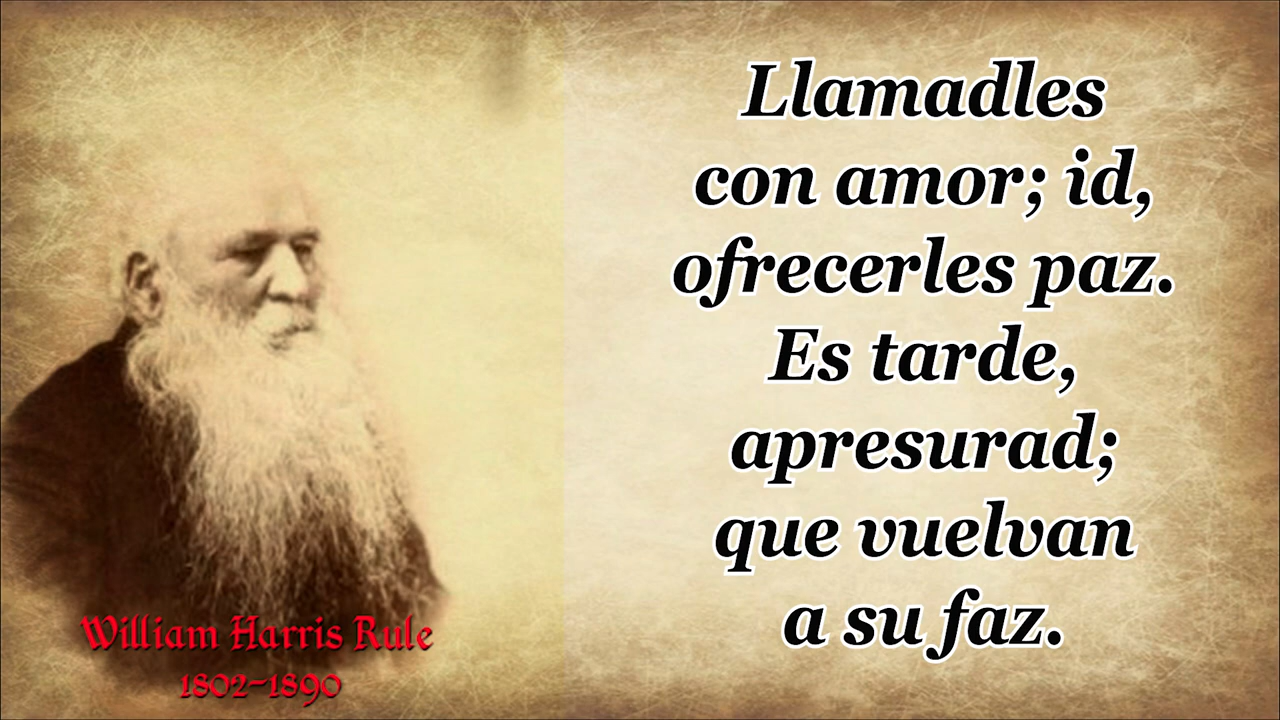 Llamadles
con amor; id,
ofrecerles paz.
Es tarde,
apresurad;
que vuelvan
a su faz.
William Harris Rule
1802-1890